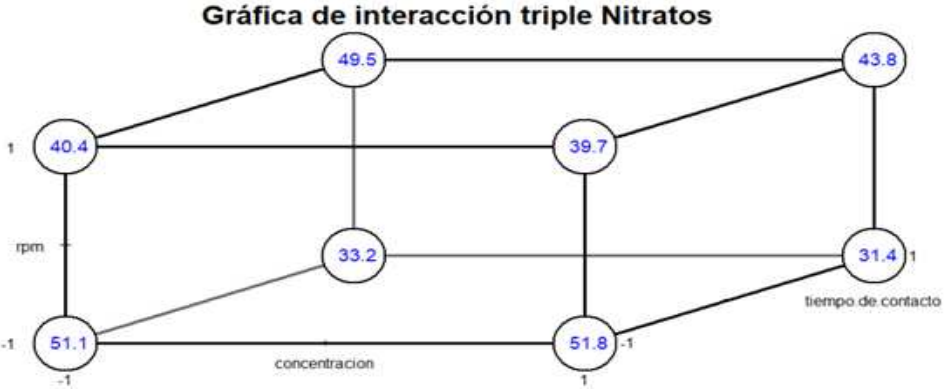 Gráfica de interacción triple Nitratos
49.5 43.8
1 40.4 39.7
rpm
33.2 31.4 1
tiempo de contacto
-1 51.1 51.8 -1
concentracion
-1 1